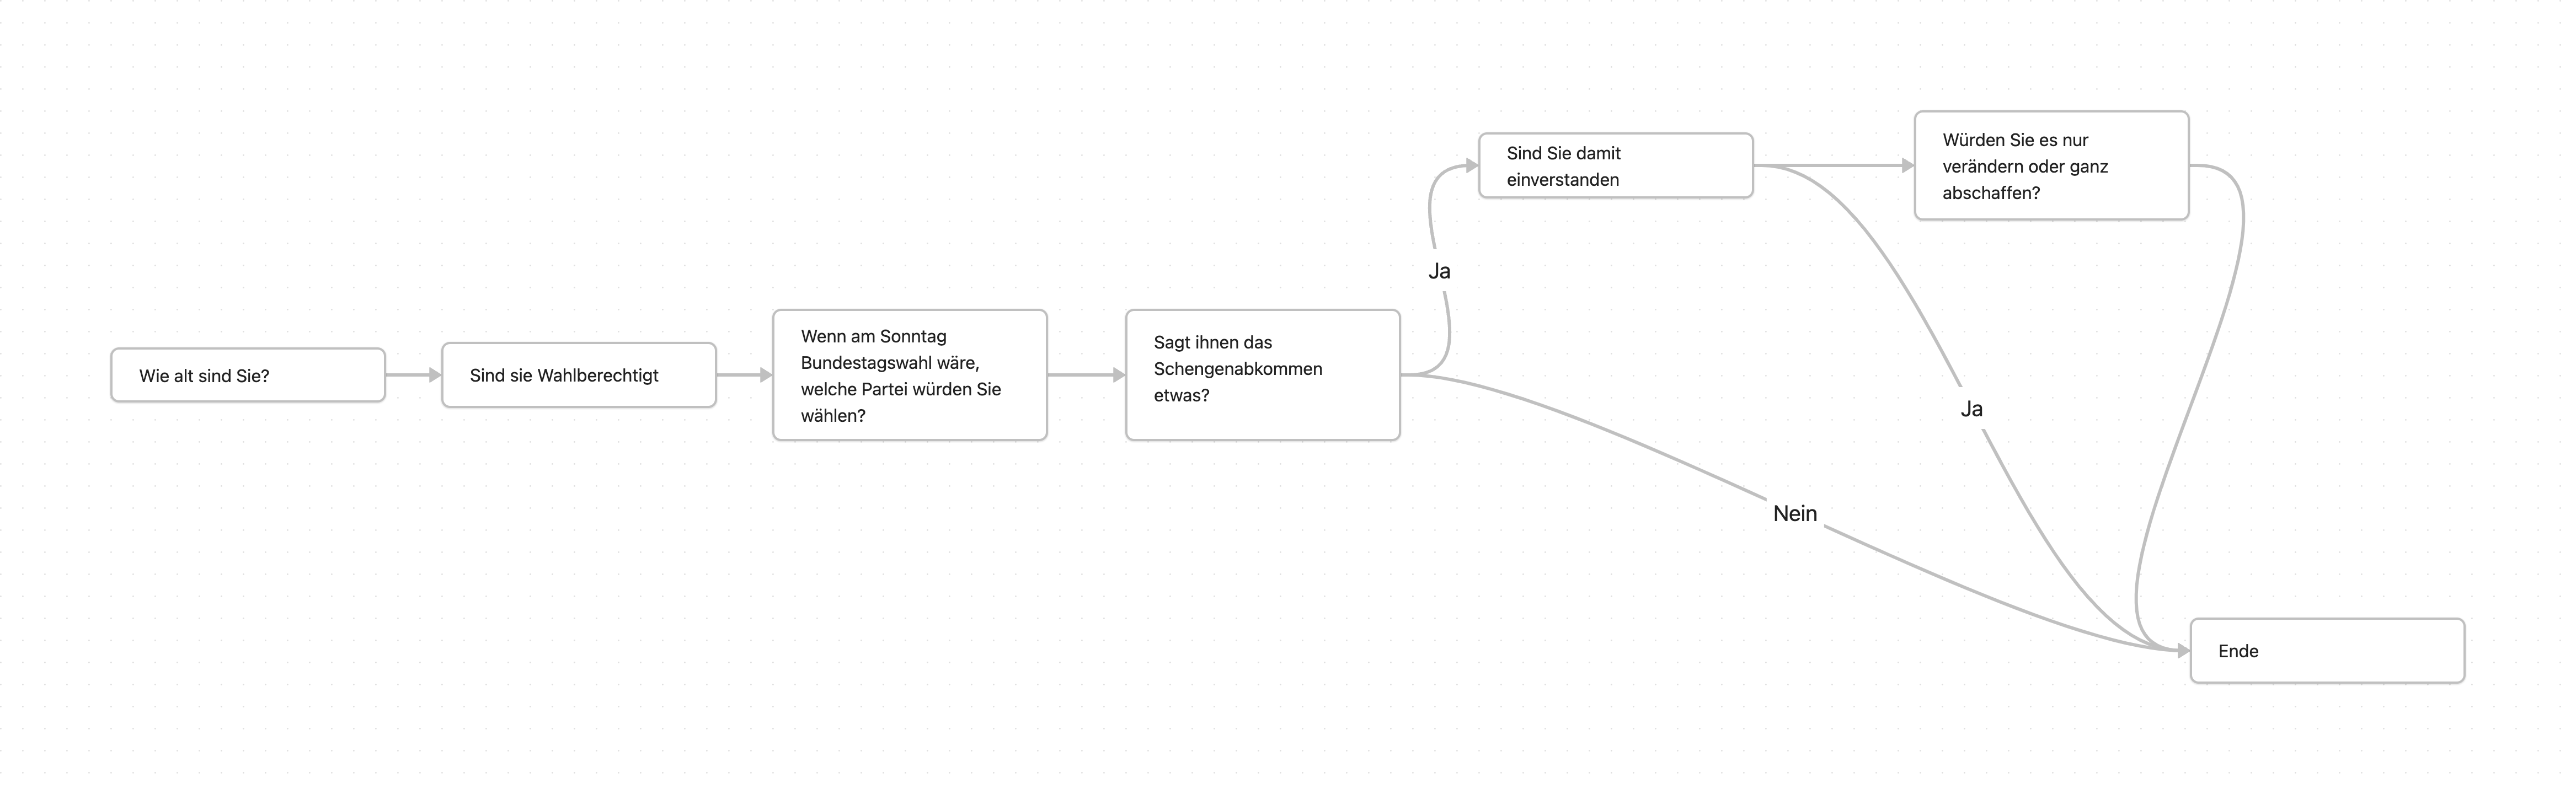 Wie alt sind Sie?
Sind sie Wahlberechtigt
Wenn am Sonntag
Bundestagswahl wäre,
welche Partei würden Sie
wählen?
Sagt ihnen das
Schengenabkommen
etwas?
Ja
Sind Sie damit
einverstanden
Würden Sie es nur
verändern oder ganz
abschaffen?
Ja
Nein
Ende